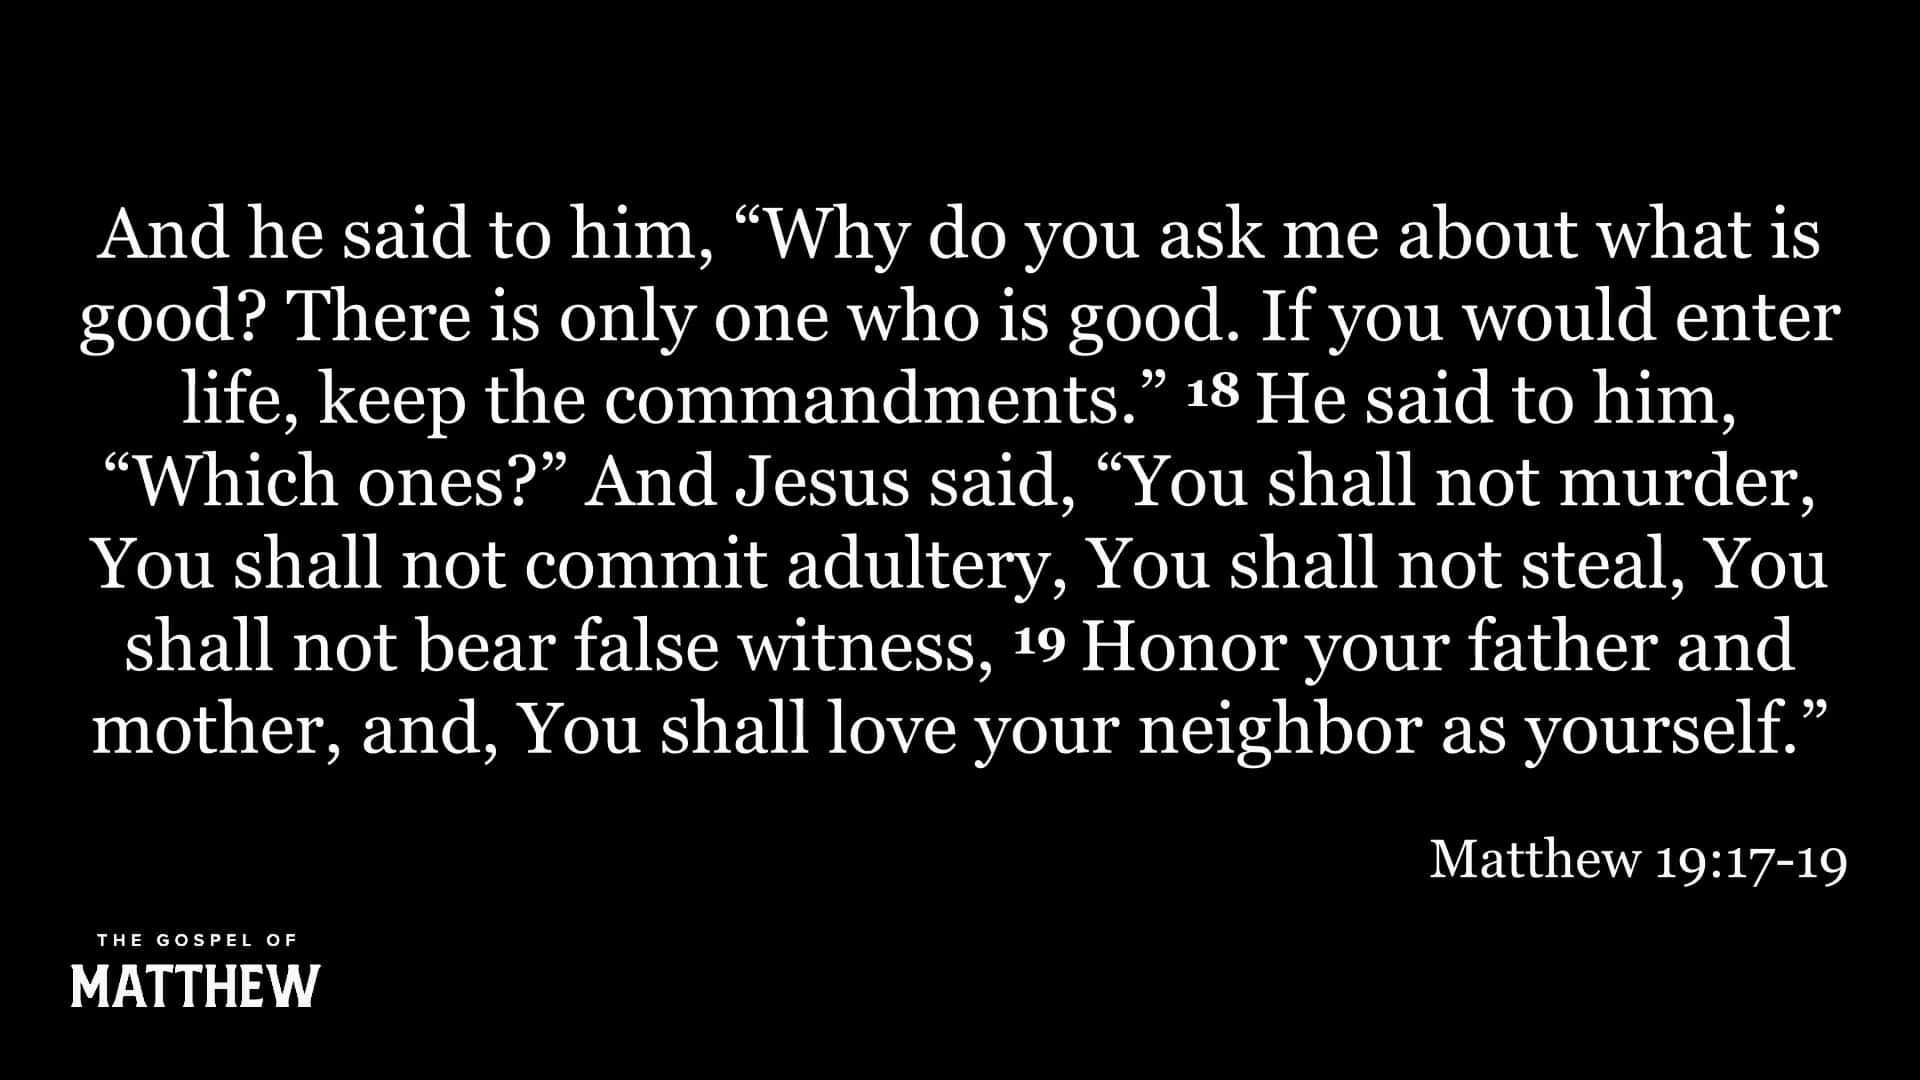 And he said to him, “Why do you ask me about what is
good? There is only one who is good. If you would enter
life, keep the commandments.” 18 He said to him,
“Which ones?” And Jesus said, “You shall not murder,
You shall not commit adultery, You shall not steal, You
shall not bear false witness, 19 Honor your father and
mother, and, You shall love your neighbor as yourself.”
Matthew 19:17-19
THE GOSPEL OF
MATTHEW